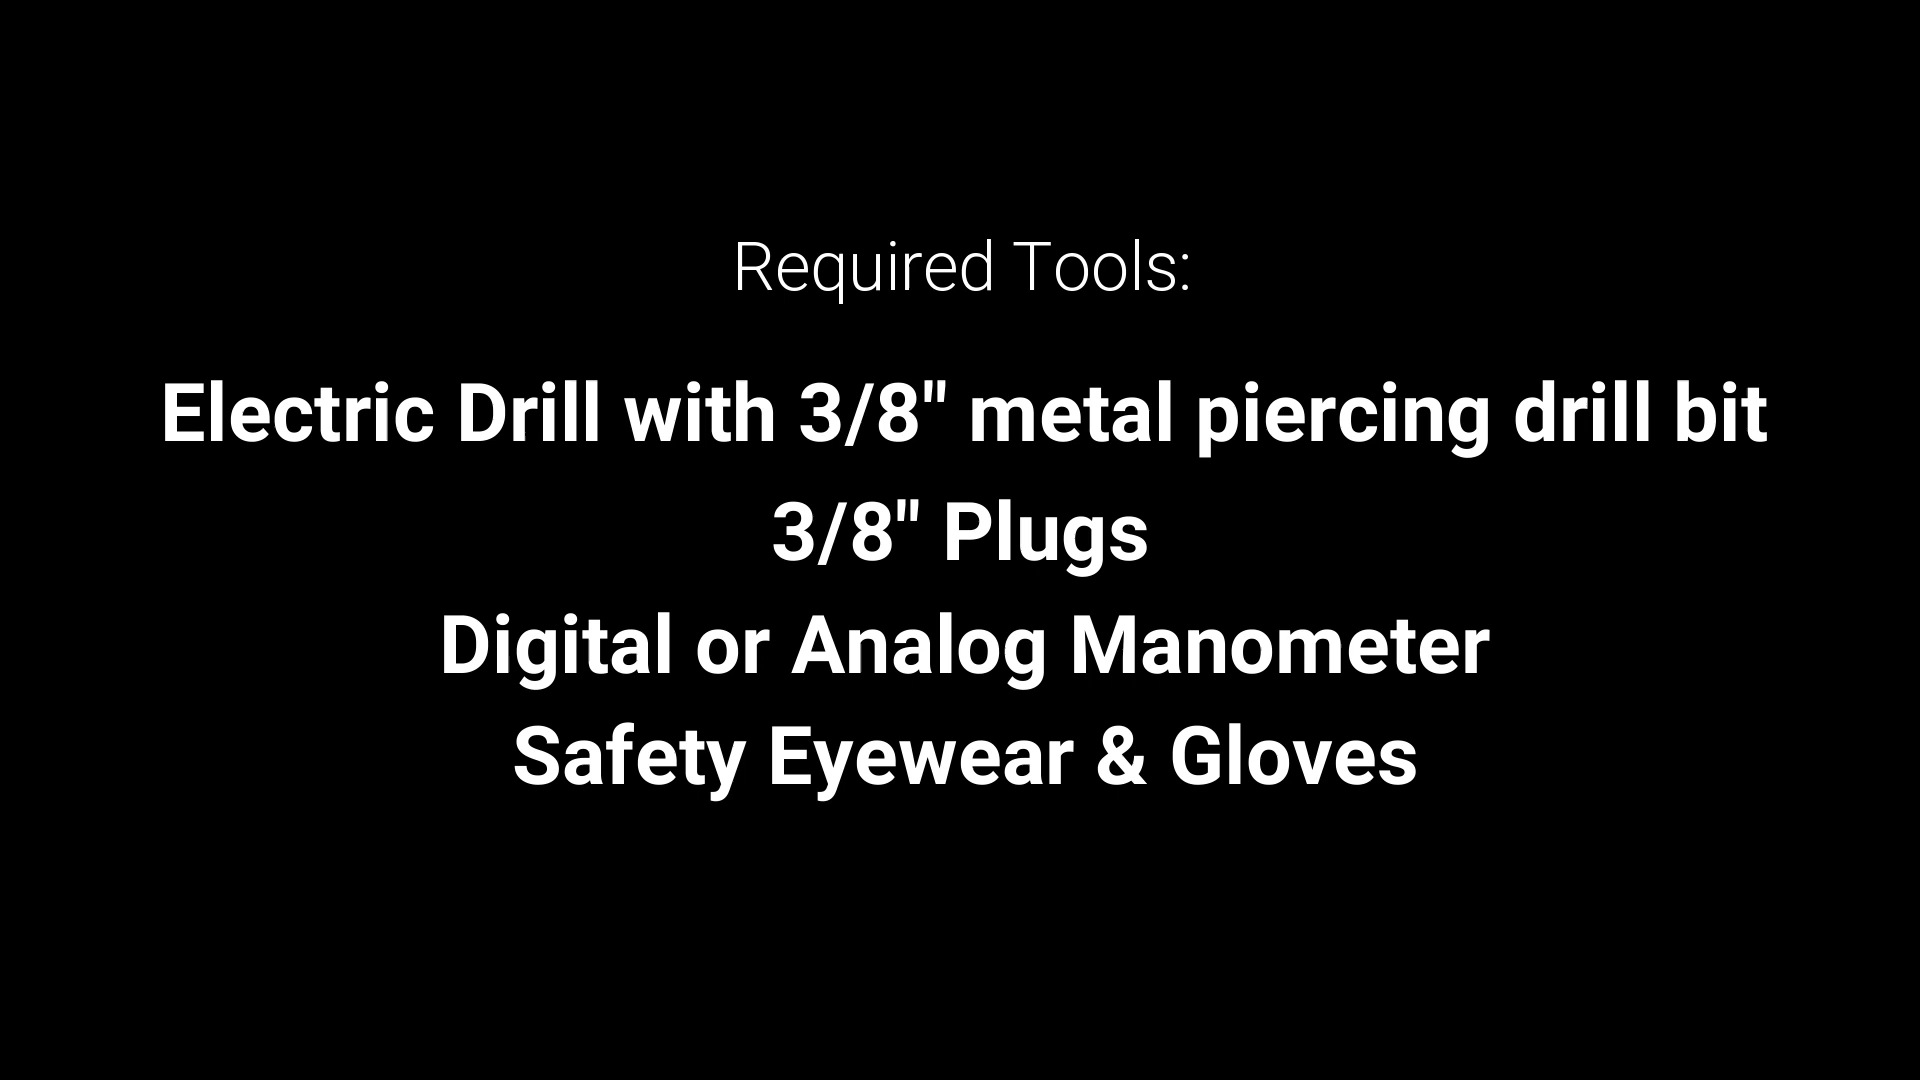 Required Tools:
Electric Drill with 3/8" metal piercing drill bit
3/8" Plugs
Digital or Analog Manometer
Safety Eyewear & Gloves